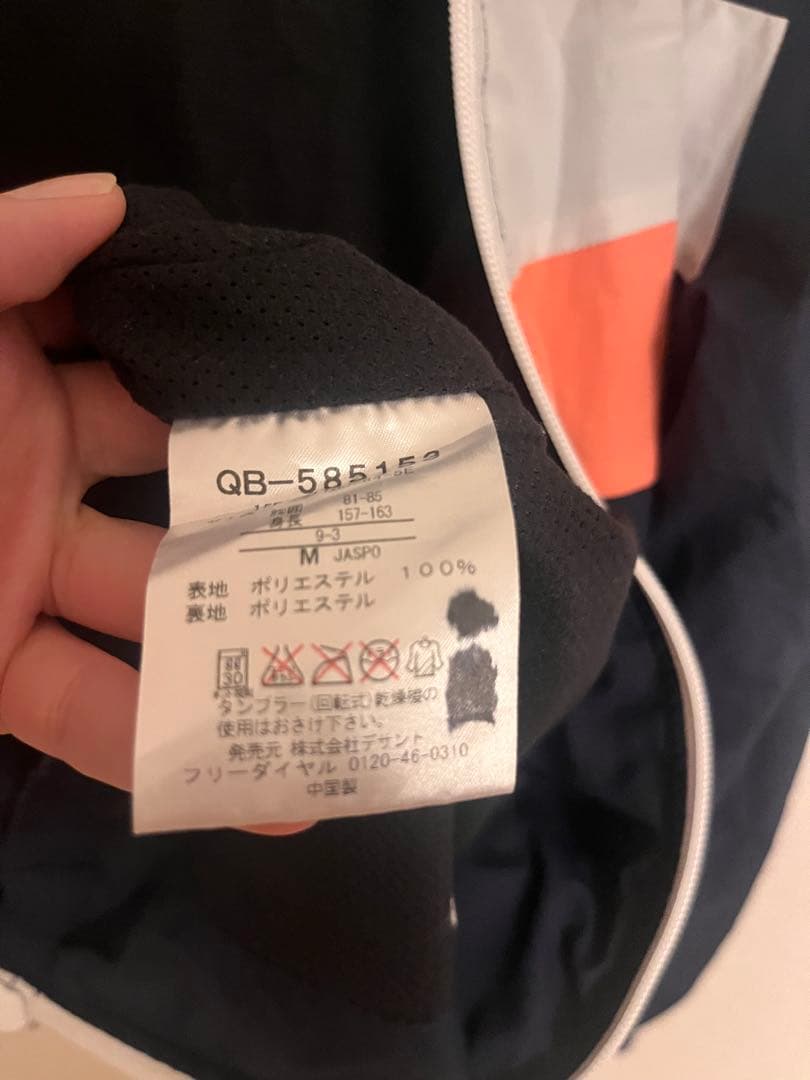 QB-585153
胸囲 81-85
身長 157-163
9-3
M JASPO
表地 ポリエステル 100%
裏地 ポリエステル
30
タンブラー(回転式)乾燥機の
使用はおさけ下さい。
発売元 株式会社デサント
フリーダイヤル 0120-46-0310
中国製